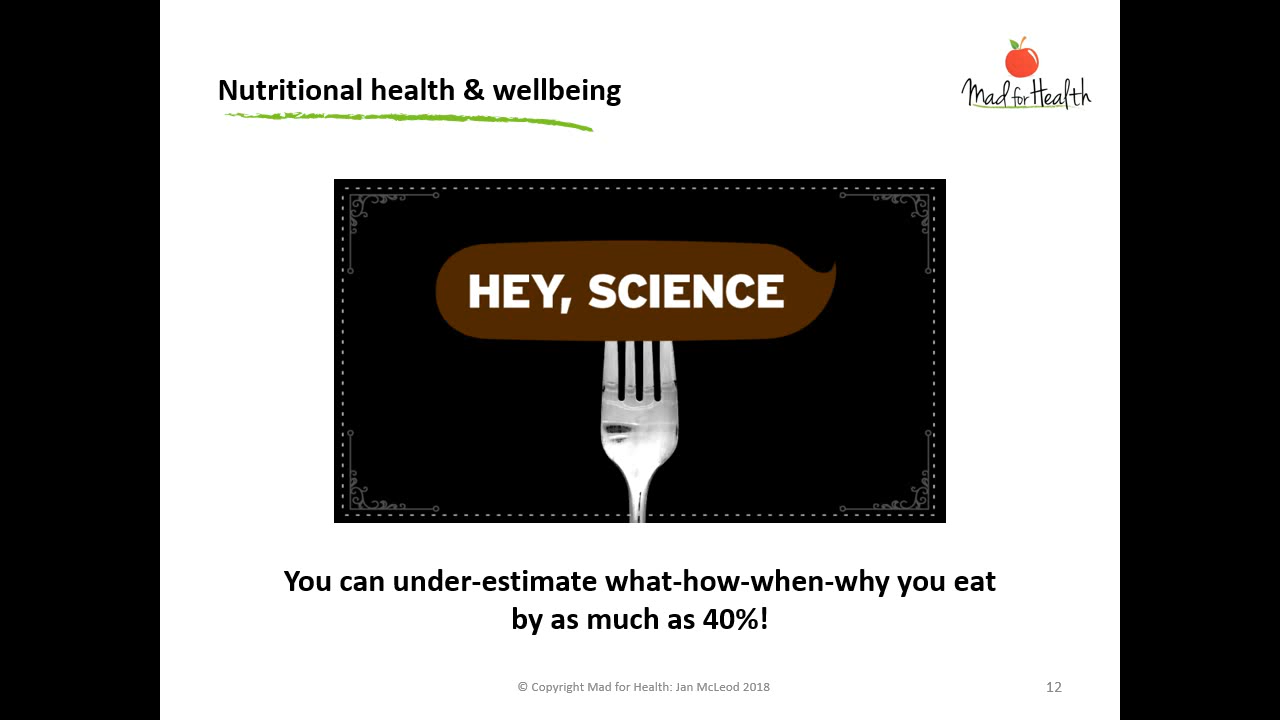 Nutritional health & wellbeing
Mad for Health
HEY, SCIENCE
You can under-estimate what-how-when-why you eat
by as much as 40%!
© Copyright Mad for Health: Jan McLeod 2018
12